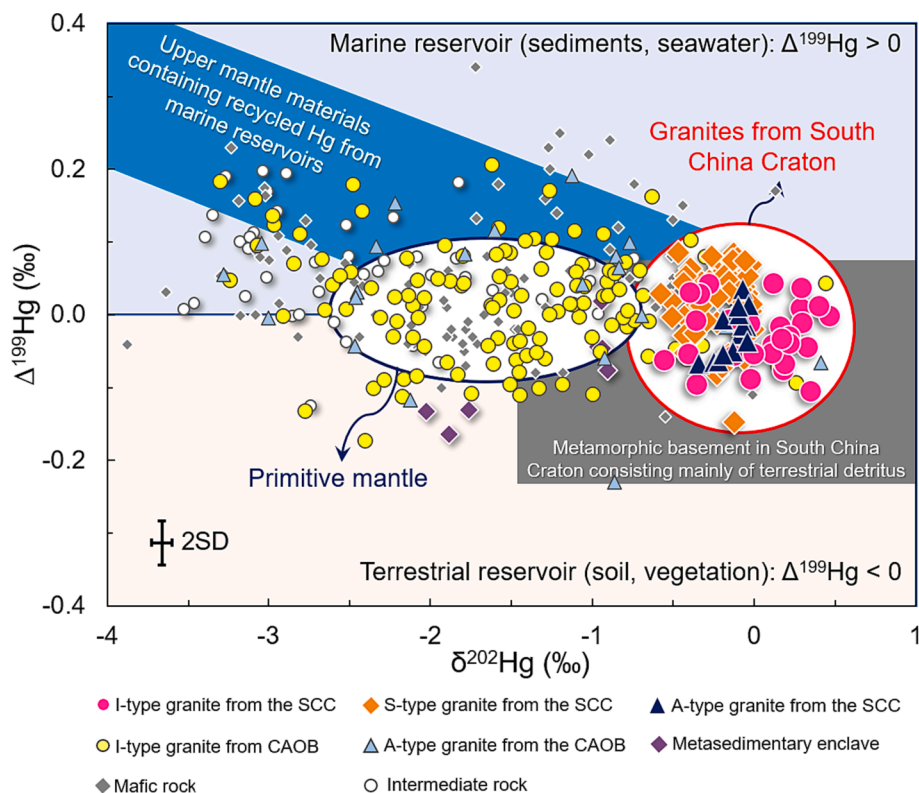 0.4
0.2
0.0
-0.2
-0.4
Δ¹⁹⁹Hg (‰)
Upper mantle materials
containing recycled Hg from
marine reservoirs
Marine reservoir (sediments, seawater): Δ¹⁹⁹Hg > 0
Granites from South
China Craton
Primitive mantle
Metamorphic basement in South China
Craton consisting mainly of terrestrial detritus
2SD
Terrestrial reservoir (soil, vegetation): Δ¹⁹⁹Hg < 0
-4 -3 -2 -1 0 1
δ²⁰²Hg (‰)
I-type granite from the SCC S-type granite from the SCC A-type granite from the SCC
I-type granite from CAOB A-type granite from the CAOB Metasedimentary enclave
Mafic rock Intermediate rock